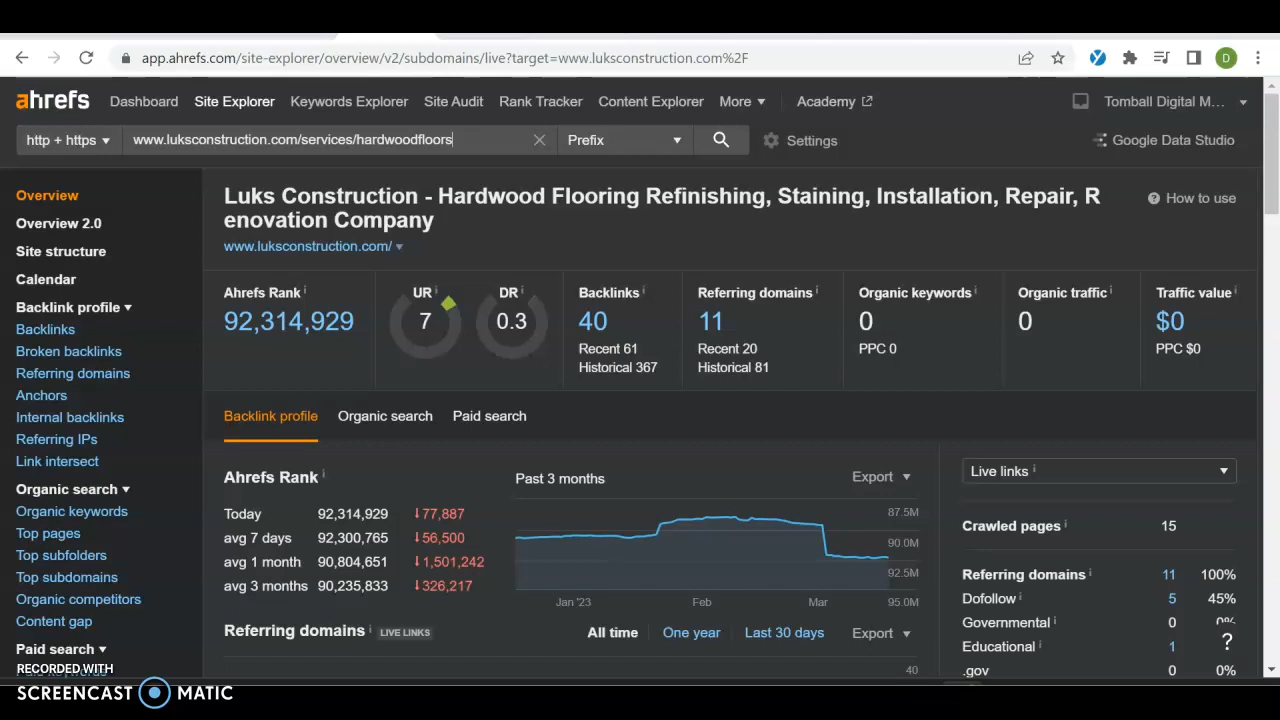 app.ahrefs.com/site-explorer/overview/v2/subdomains/live?target=www.luksconstruction.com%2F
D
ahrefs
Dashboard Site Explorer Keywords Explorer Site Audit Rank Tracker Content Explorer More Academy
Tomball Digital M...
http + https
www.luksconstruction.com/services/hardwoodfloors
Prefix
Settings
Google Data Studio
Overview
Overview 2.0
Site structure
Calendar
Backlink profile
Backlinks
Broken backlinks
Referring domains
Anchors
Internal backlinks
Referring IPs
Link intersect
Organic search
Organic keywords
Top pages
Top subfolders
Top subdomains
Organic competitors
Content gap
Paid search
Luks Construction - Hardwood Flooring Refinishing, Staining, Installation, Repair, R
enovation Company
How to use
www.luksconstruction.com/
Ahrefs Rank
92,314,929
UR
7
DR
0.3
Backlinks
40
Recent 61
Historical 367
Referring domains
11
Recent 20
Historical 81
Organic keywords
0
PPC 0
Organic traffic
0
Traffic value
$0
PPC $0
Backlink profile Organic search Paid search
Ahrefs Rank
Today 92,314,929 ↓77,887
avg 7 days 92,300,765 ↓56,500
avg 1 month 90,804,651 ↓1,501,242
avg 3 months 90,235,833 ↓326,217
Past 3 months
Export
87.5M
90.0M
92.5M
95.0M
Jan '23 Feb Mar
Referring domains LIVE LINKS
All time One year Last 30 days Export
40
Live links
Crawled pages 15
Referring domains 11 100%
Dofollow 5 45%
Governmental 0 0%
Educational 1
.gov 0 0%
?
RECORDED WITH
SCREENCAST MATIC